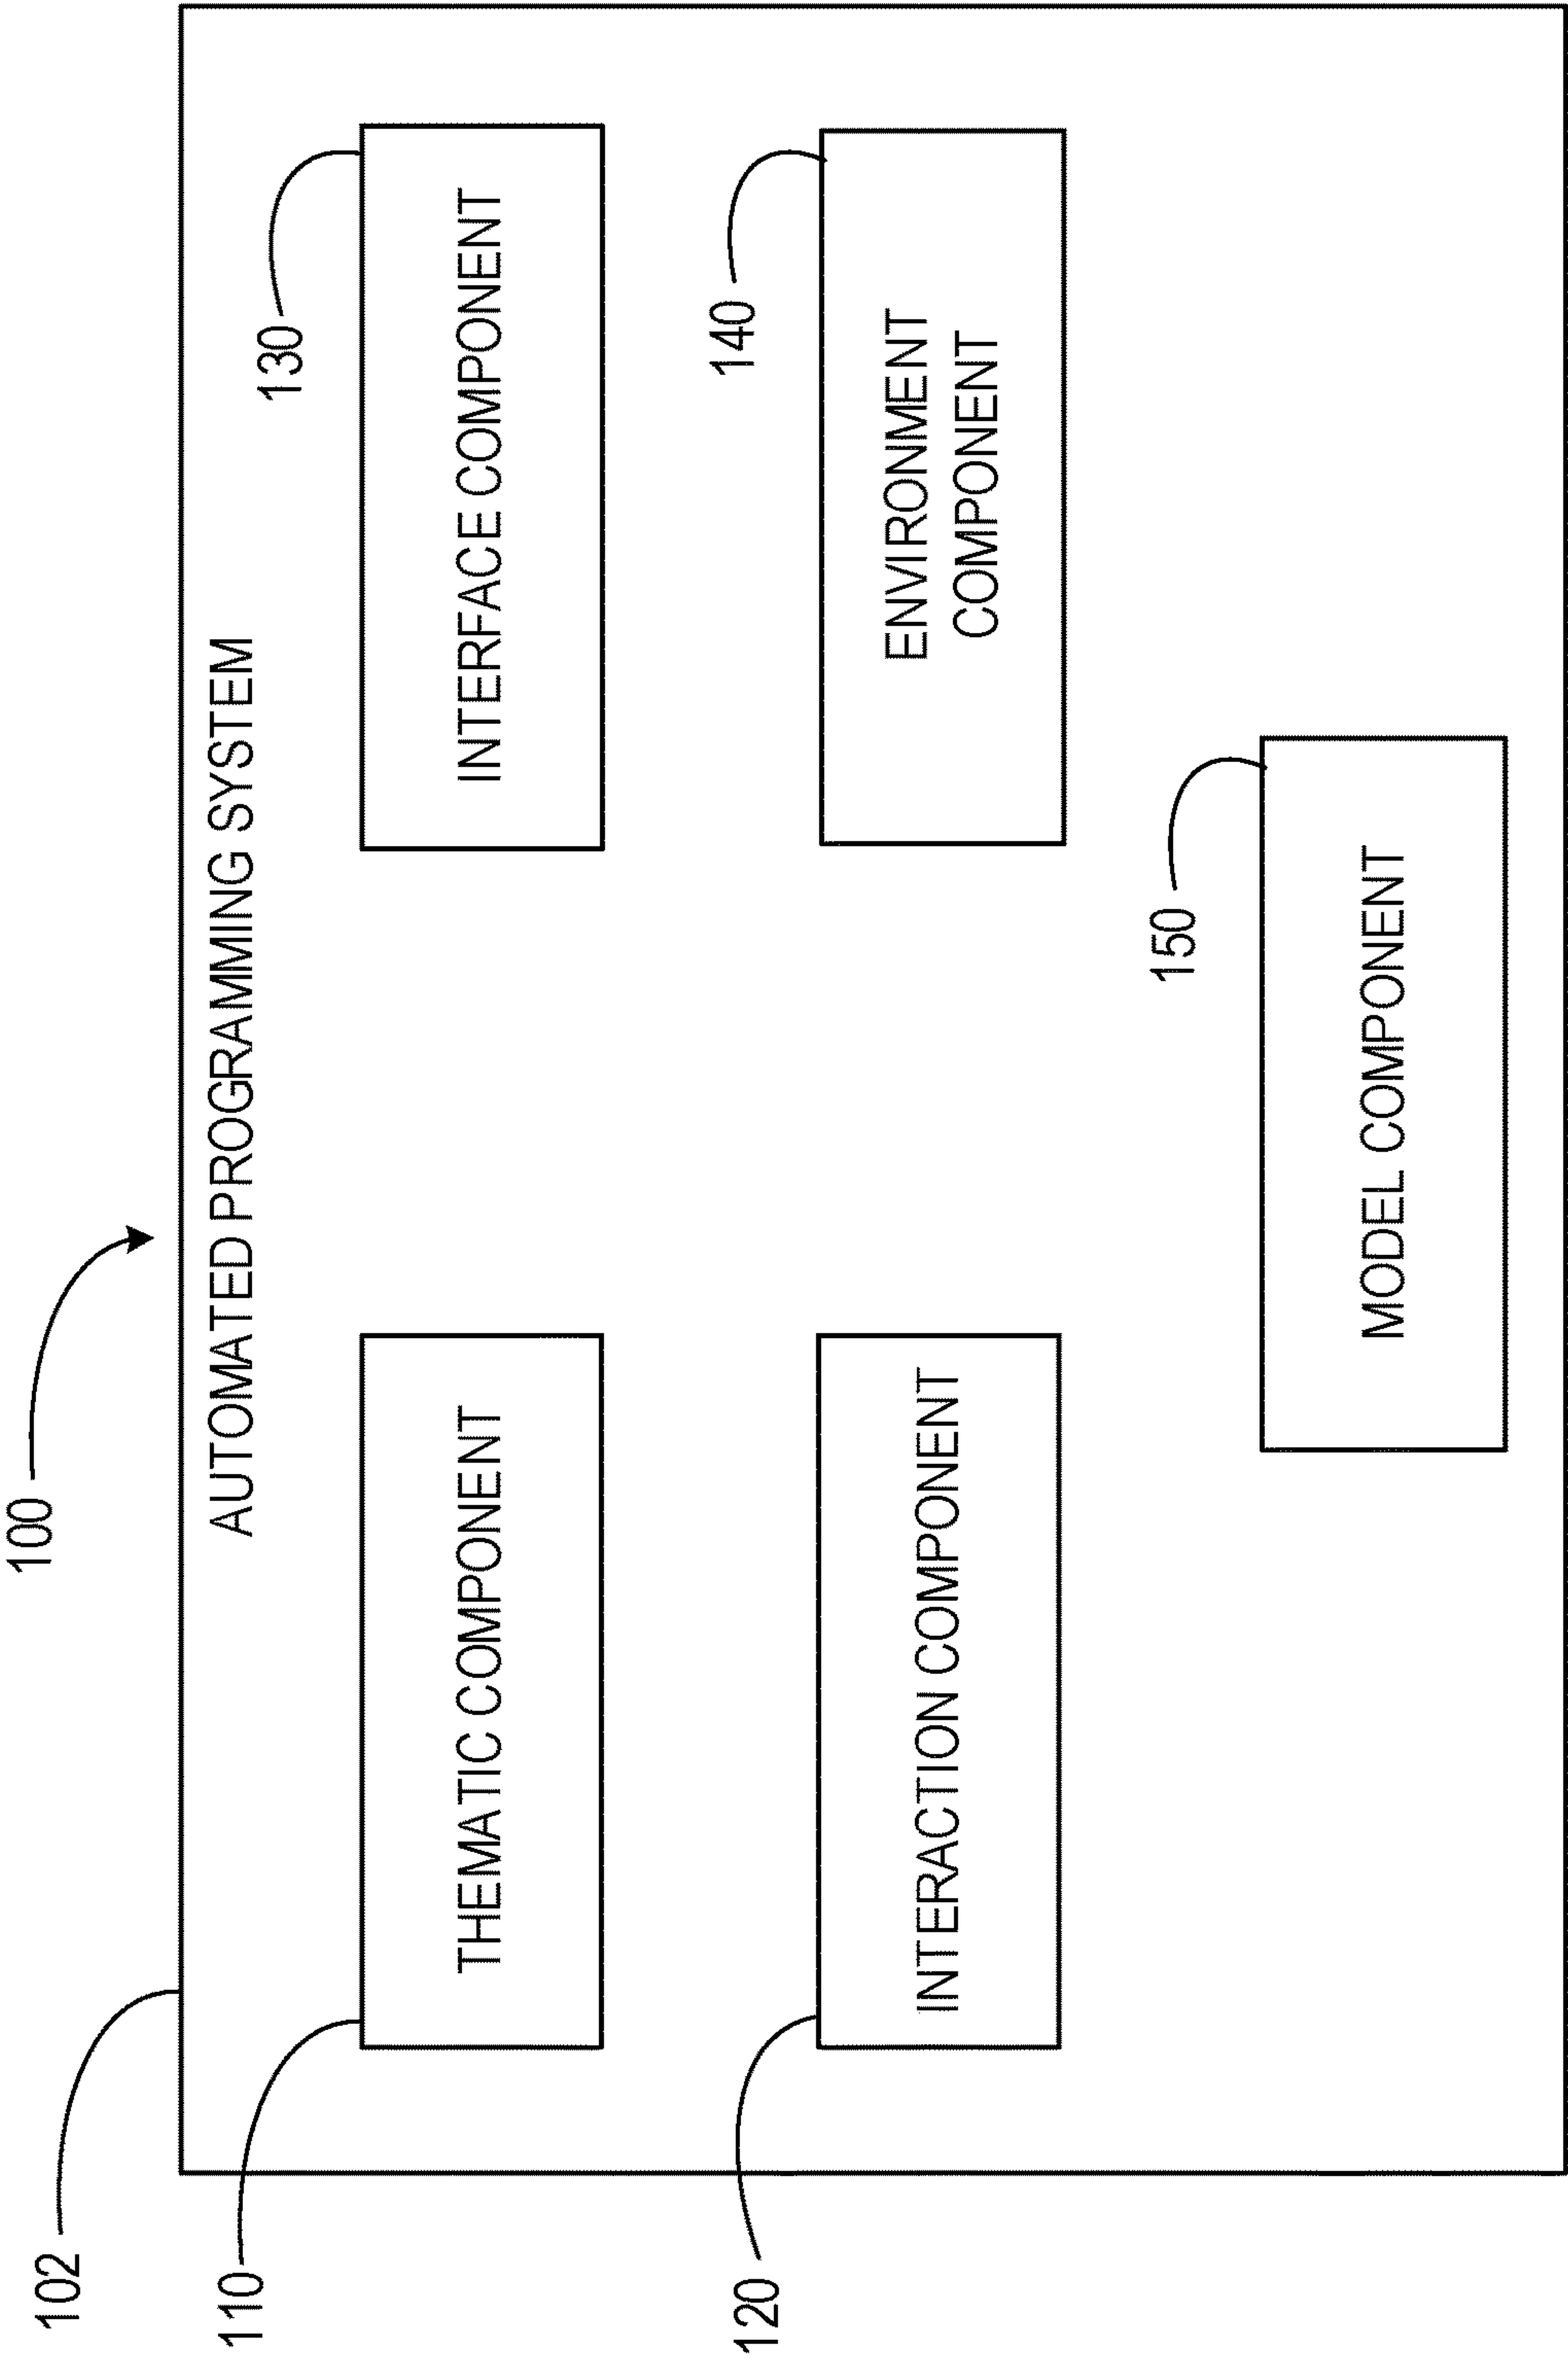 100
102
AUTOMATED PROGRAMMING SYSTEM
110
THEMATIC COMPONENT
130
INTERFACE COMPONENT
120
INTERACTION COMPONENT
140
ENVIRONMENT
COMPONENT
150
MODEL COMPONENT